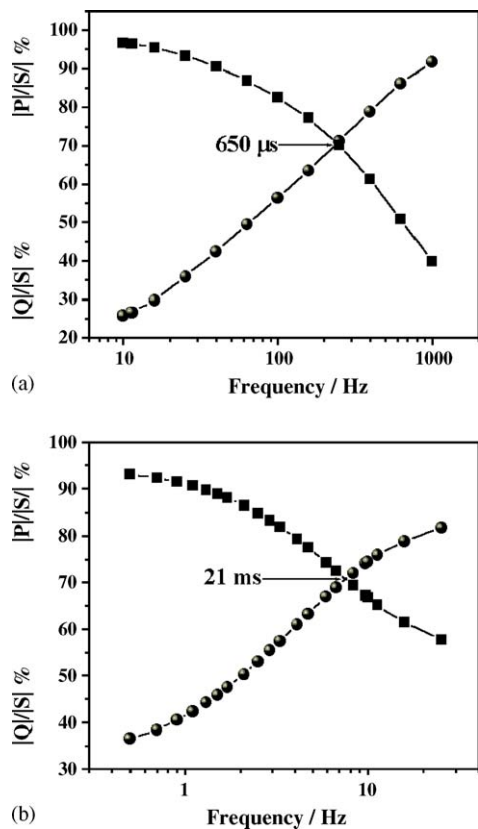 100
90
80
70
60
50
40
30
20
|P|/|S/| %
|Q|/|S| %
650 µs
10 100 1000
Frequency / Hz
(a)
100
90
80
70
60
50
40
30
|P|/|S/| %
|Q|/|S| %
21 ms
1 10
Frequency / Hz
(b)